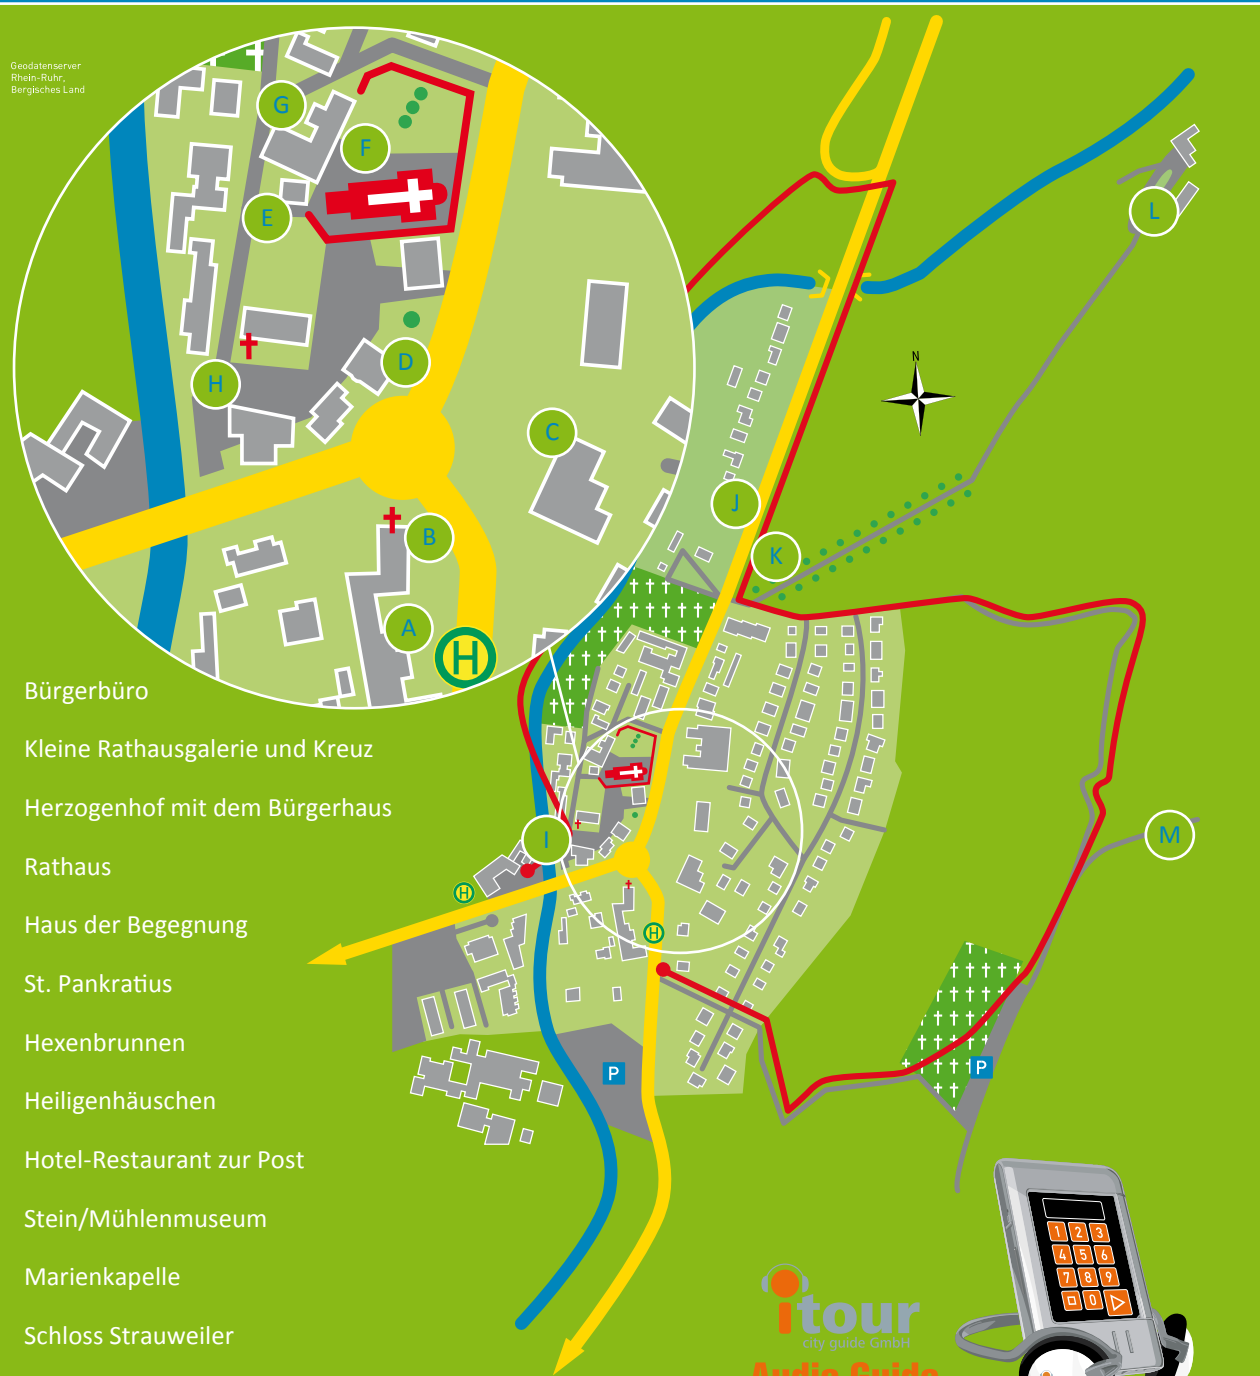 Geodatenserver
Rhein-Ruhr,
Bergisches Land
G
F
E
H
D
C
B
A
H
L
N
J
K
I
H
H
M
P
P
Bürgerbüro
Kleine Rathausgalerie und Kreuz
Herzogenhof mit dem Bürgerhaus
Rathaus
Haus der Begegnung
St. Pankratius
Hexenbrunnen
Heiligenhäuschen
Hotel-Restaurant zur Post
Stein/Mühlenmuseum
Marienkapelle
Schloss Strauweiler
1 2 3
4 5 6
7 8 9
0
itour
city guide GmbH
Audio Guide